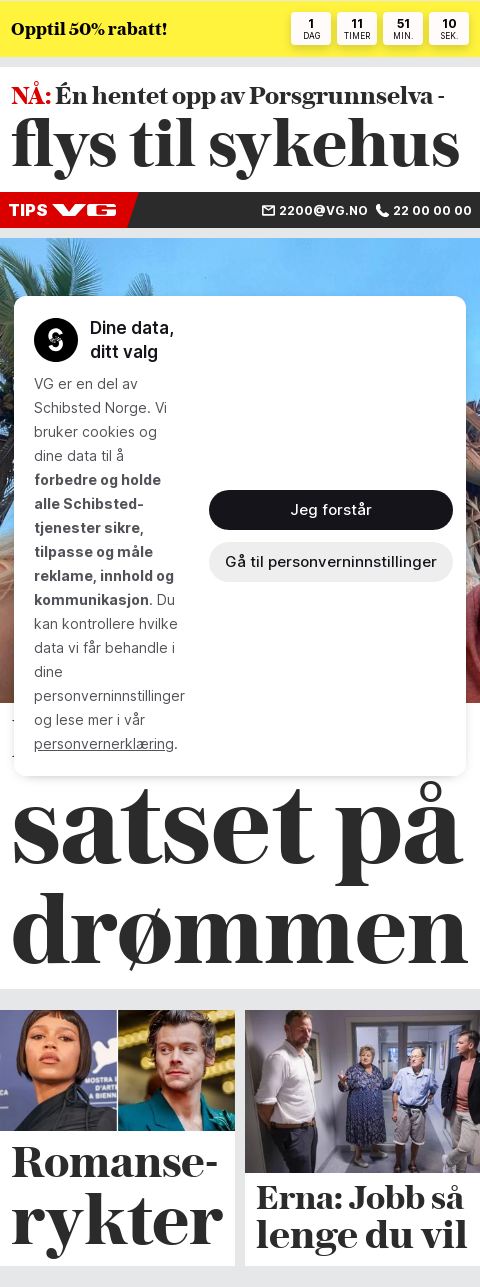 Opptil 50% rabatt!
1 11 51 10
DAG TIMER MIN. SEK.
NÅ: Én hentet opp av Porsgrunnselva -
flys til sykehus
TIPS VG 2200@VG.NO 22 00 00 00
Dine data,
ditt valg
VG er en del av
Schibsted Norge. Vi
bruker cookies og
dine data til å
forbedre og holde
alle Schibsted-
tjenester sikre,
tilpasse og måle
reklame, innhold og
kommunikasjon. Du
kan kontrollere hvilke
data vi får behandle i
dine
personverninnstillinger
og lese mer i vår
personvernerklæring.
Jeg forstår
Gå til personverninnstillinger
satset på
drømmen
Romanse-
rykter
Erna: Jobb så
lenge du vil